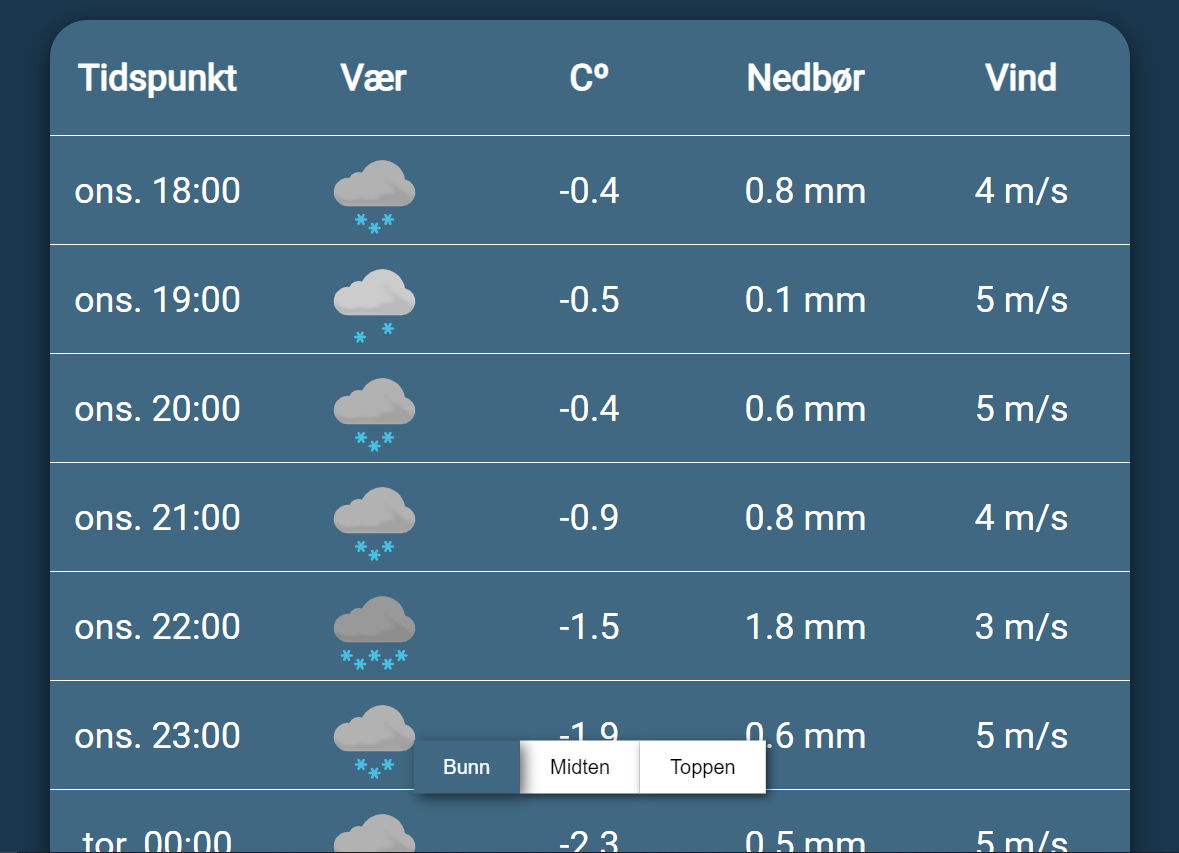 Tidspunkt Vær Cº Nedbør Vind
ons. 18:00 -0.4 0.8 mm 4 m/s
ons. 19:00 -0.5 0.1 mm 5 m/s
ons. 20:00 -0.4 0.6 mm 5 m/s
ons. 21:00 -0.9 0.8 mm 4 m/s
ons. 22:00 -1.5 1.8 mm 3 m/s
ons. 23:00 -1.9 0.6 mm 5 m/s
Bunn Midten Toppen
tor. 00:00 -2.3 0.5 mm 5 m/s